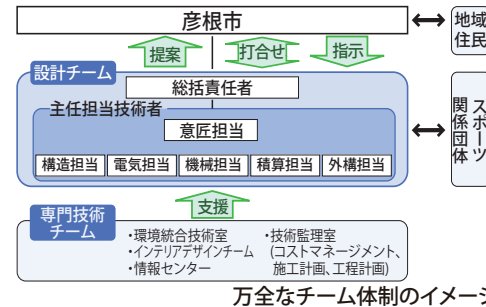 彦根市
地域
住民
提案
打合せ
指示
設計チーム
総括責任者
主任担当技術者
意匠担当
構造担当
電気担当
機械担当
積算担当
外構担当
スポーツ
関係団体
支援
専門技術
チーム
・環境統合技術室
・インテリアデザインチーム
・情報センター
・技術監理室
(コストマネージメント、
施工計画、工程計画)
万全なチーム体制のイメージ